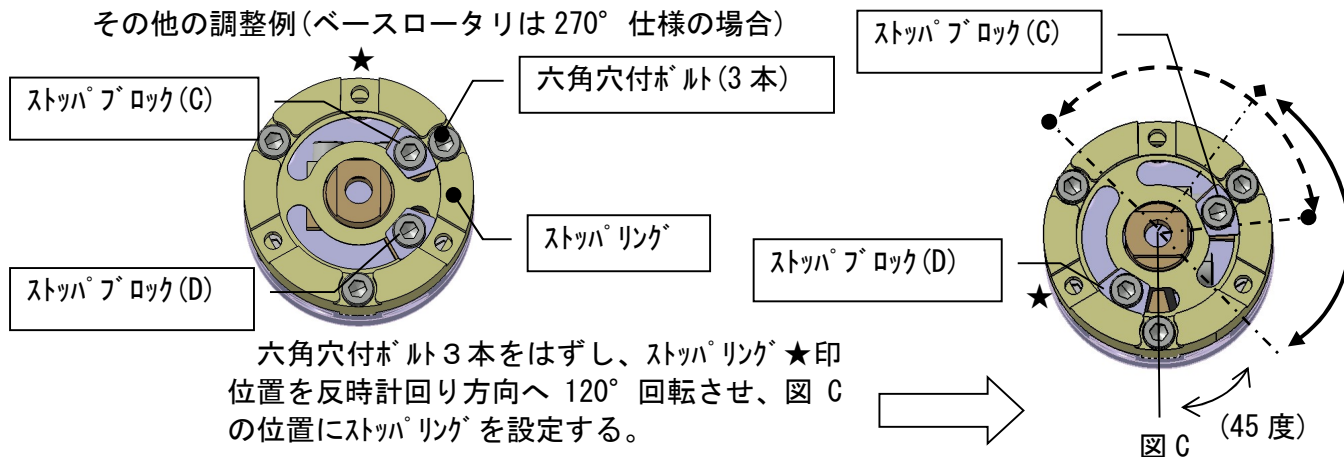 その他の調整例(ベースロータリは 270° 仕様の場合)
★
ｽﾄｯﾊﾟﾌﾞﾛｯｸ(C)
六角穴付ﾎﾞﾙﾄ(3 本)
ｽﾄｯﾊﾟﾘﾝｸﾞ
ｽﾄｯﾊﾟﾌﾞﾛｯｸ(D)
ｽﾄｯﾊﾟﾌﾞﾛｯｸ(C)
ｽﾄｯﾊﾟﾌﾞﾛｯｸ(D)
★
六角穴付ﾎﾞﾙﾄ３本をはずし、ｽﾄｯﾊﾟﾘﾝｸﾞ★印
位置を反時計回り方向へ 120° 回転させ、図 C
の位置にｽﾄｯﾊﾟﾘﾝｸﾞを設定する。
(45 度)
図 C